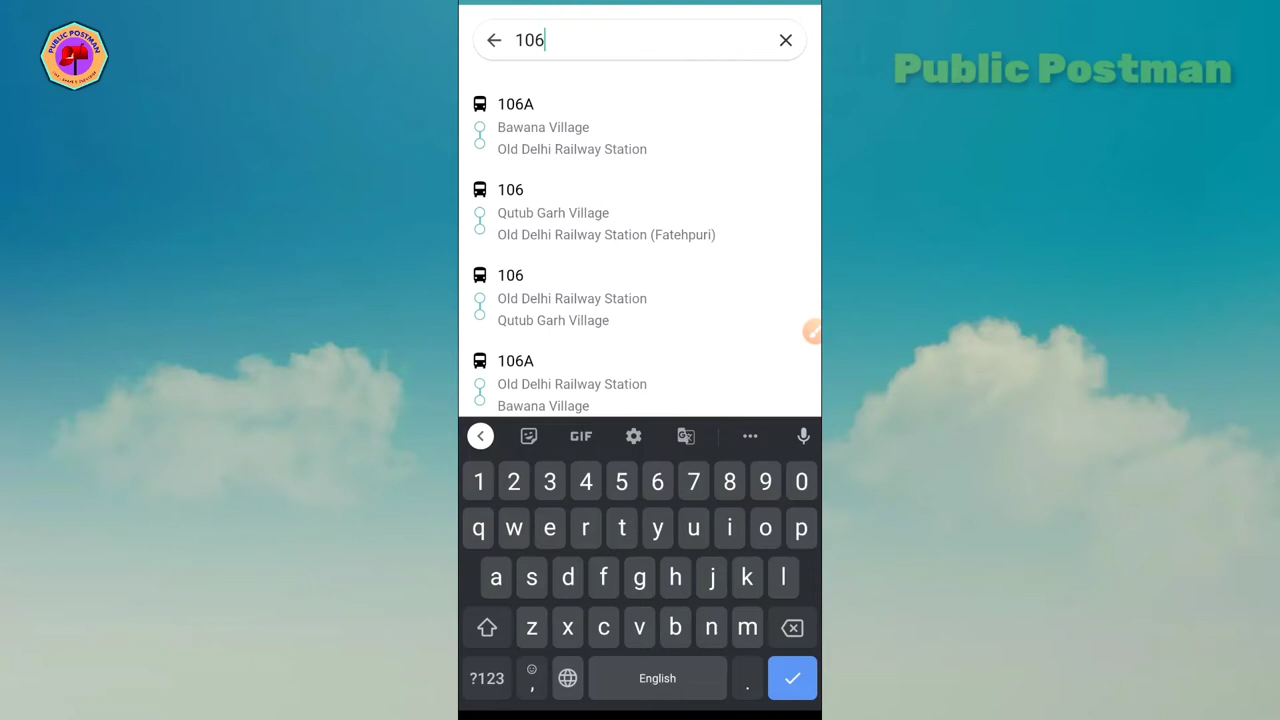 PUBLIC POSTMAN
Public Postman
106
106A
Bawana Village
Old Delhi Railway Station
106
Qutub Garh Village
Old Delhi Railway Station (Fatehpuri)
106
Old Delhi Railway Station
Qutub Garh Village
106A
Old Delhi Railway Station
Bawana Village
GIF
1 2 3 4 5 6 7 8 9 0
q w e r t y u i o p
a s d f g h j k l
z x c v b n m
?123 , English .